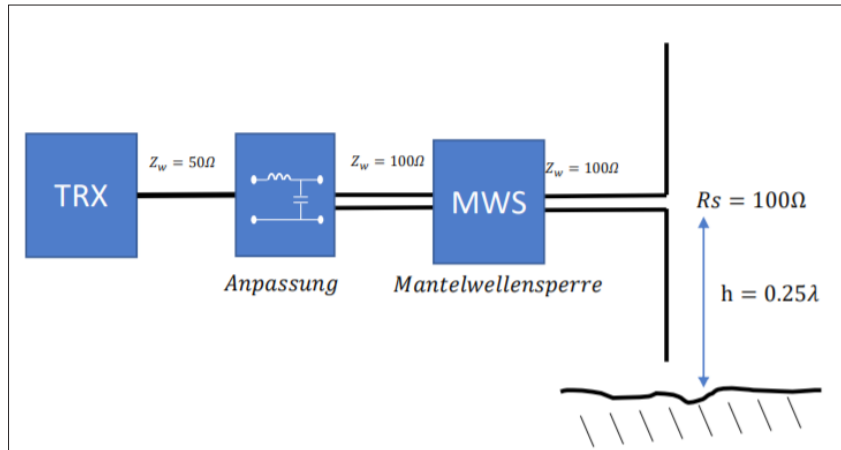 TRX
Z_w = 50Ω
Anpassung
Z_w = 100Ω
MWS
Mantelwellensperre
Z_w = 100Ω
Rs = 100Ω
h = 0.25λ